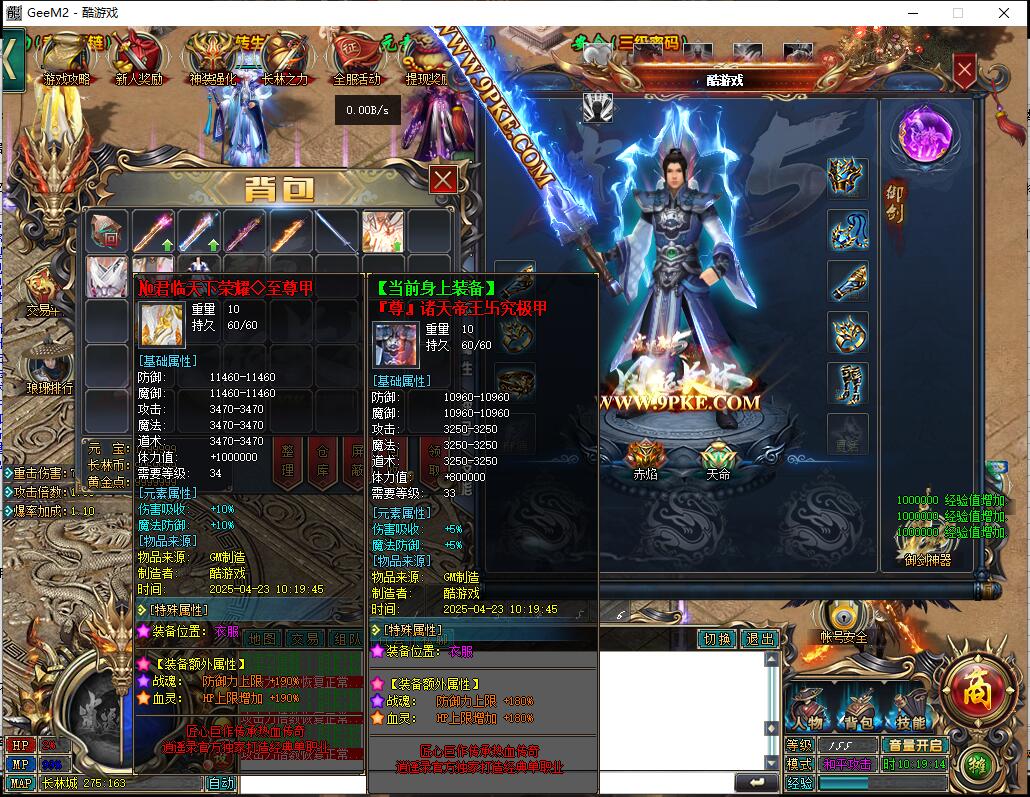 GeeM2 - 酷游戏
游戏攻略
新人奖励
神装强化
转生
长林之力
全服活动
提现奖励
0.00B/s
WWW.9PKE.COM
酷游戏
背包
御剑
交易
琅琊排行
№君临天下荣耀◇至尊甲
重量 10
持久 60/60
[基础属性]
防御: 11460-11460
魔御: 11460-11460
攻击: 3470-3470
魔法: 3470-3470
道术: 3470-3470
体力值: +1000000
需要等级: 34
[元素属性]
伤害吸收: +10%
魔法防御: +10%
[物品来源]
物品来源: GM制造
制造者: 酷游戏
时间: 2025-04-23 10:19:45
[特殊属性]
装备位置: 衣服
【装备额外属性】
战魂: 防御力上限 +190%
血灵: HP上限增加 +190%
匠心巨作传承热血传奇
逍遥录官方独家打造经典单职业
【当前身上装备】
『尊』诸天帝王卐究极甲
重量 10
持久 60/60
[基础属性]
防御: 10960-10960
魔御: 10960-10960
攻击: 3250-3250
魔法: 3250-3250
道术: 3250-3250
体力值: +800000
需要等级: 33
[元素属性]
伤害吸收: +5%
魔法防御: +5%
[物品来源]
物品来源: GM制造
制造者: 酷游戏
时间: 2025-04-23 10:19:45
[特殊属性]
装备位置: 衣服
【装备额外属性】
战魂: 防御力上限 +180%
血灵: HP上限增加 +180%
匠心巨作传承热血传奇
逍遥录官方独家打造经典单职业
元 宝:
长林币:
黄金点:
整理
仓库
重击伤害:
攻击倍数:
爆率加成: 1.10
WWW.9PKE.COM
赤焰
天命
1000000 经验值增加
1000000 经验值增加
1000000 经验值增加
御剑神器
帐号安全
地图
交易
组队
切换
退出
商
人物
背包
技能
等级 155
音量开启
模式 和平攻击
时10:19:14
经验
HP
MP
MAP 长林城 275:163
自动